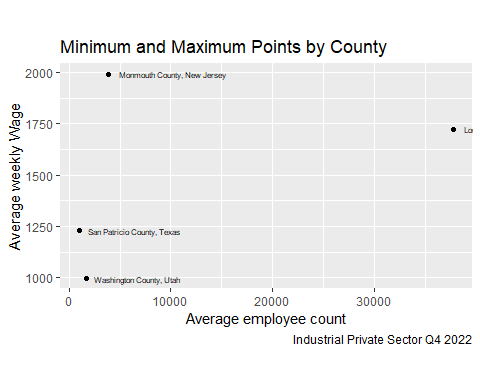 Minimum and Maximum Points by County
2000
Monmouth County, New Jersey
1750
1500
1250
San Patricio County, Texas
1000
Washington County, Utah
0
10000
20000
30000
Average weekly Wage
Average employee count
Industrial Private Sector Q4 2022